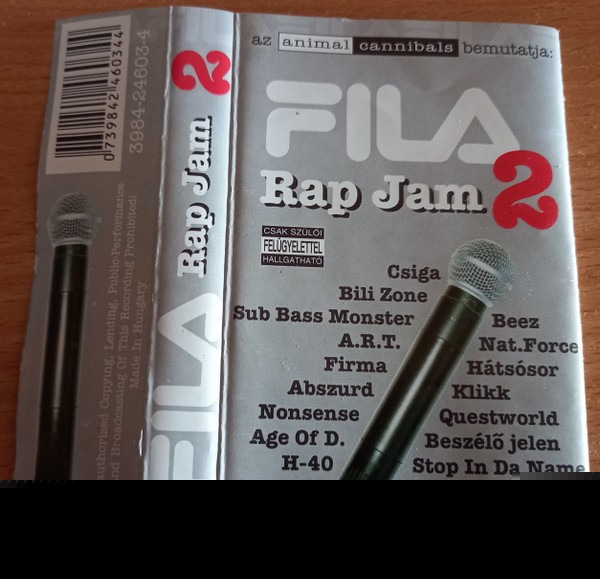 0739842460344
3984-24603-4
unauthorized Copying, Lending, Public Performance
and Broadcasting Of This Recording Prohibited!
Made In Hungary
FILA Rap Jam 2
az animal cannibals bemutatja:
FILA
Rap Jam 2
CSAK SZÜLŐI
FELÜGYELETTEL
HALLGATHATÓ
Csiga
Bili Zone
Sub Bass Monster
A.R.T.
Firma
Abszurd
Nonsense
Age Of D.
H-40
Beez
Nat.Force
Hátsósor
Klikk
Questworld
Beszélő jelen
Stop In Da Name